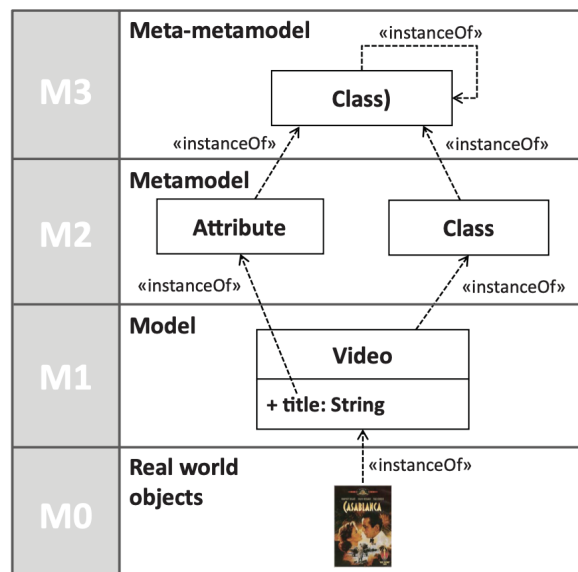 Meta-metamodel
«instanceOf»
M3
Class)
«instanceOf»
«instanceOf»
Metamodel
M2
Attribute
Class
«instanceOf»
«instanceOf»
Model
M1
Video
+ title: String
Real world
objects
«instanceOf»
M0
CASABLANCA